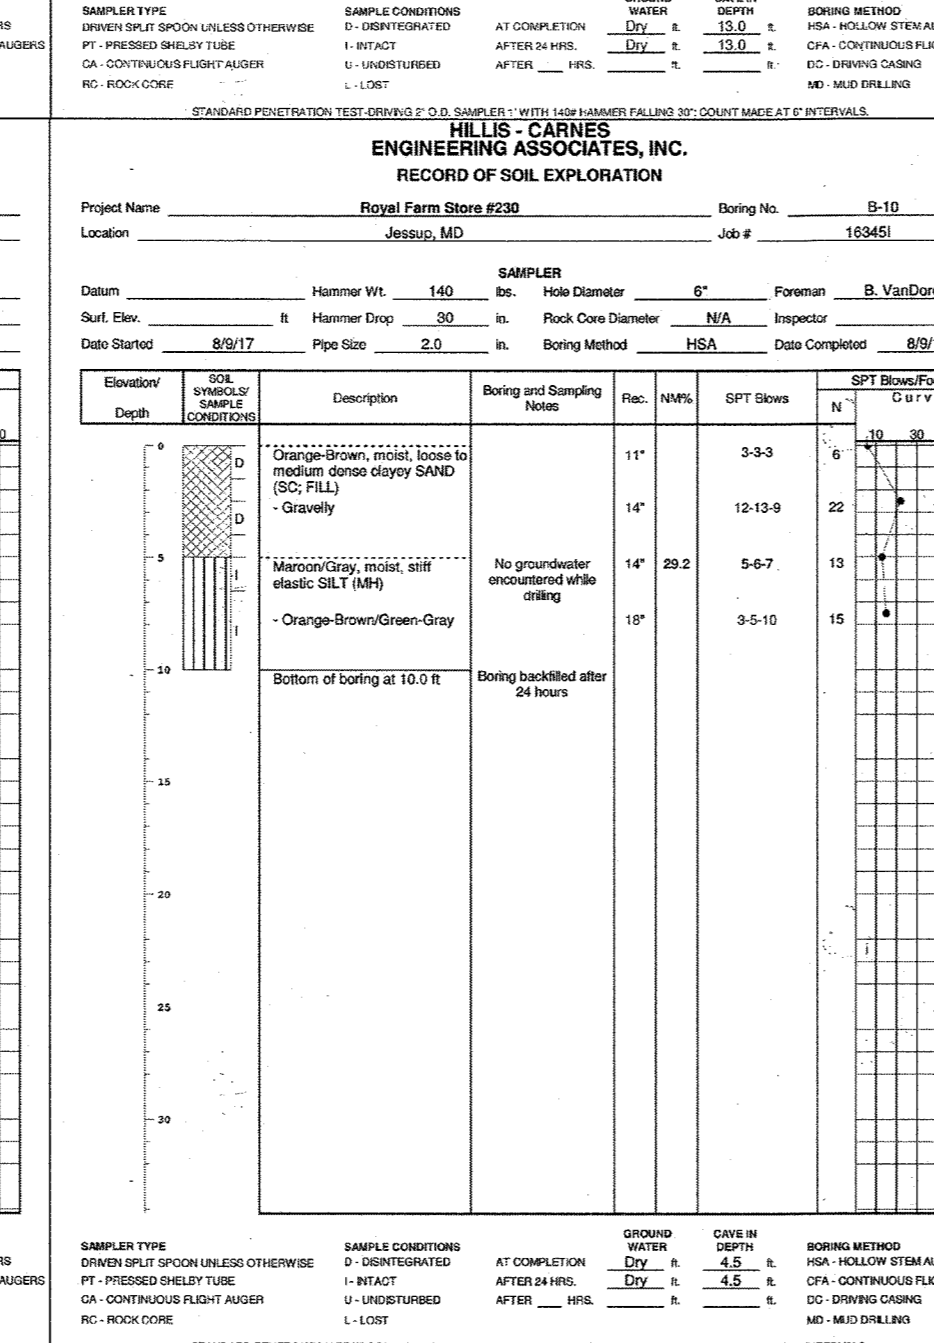 SAMPLER TYPE SAMPLE CONDITIONS GROUND WATER CAVE IN DEPTH BORING METHOD
DRIVEN SPLIT SPOON UNLESS OTHERWISE D - DISINTEGRATED AT COMPLETION Dry ft. 13.0 ft. HSA - HOLLOW STEM
AUGERS PT - PRESSED SHELBY TUBE I - INTACT AFTER 24 HRS. Dry ft. 13.0 ft. CFA - CONTINUOUS
CA - CONTINUOUS FLIGHT AUGER U - UNDISTURBED AFTER ___ HRS. ft. ft. DC - DRIVING CASING
RC - ROCK CORE L - LOST MD - MUD DRILLING
STANDARD PENETRATION TEST-DRIVING 2" O.D. SAMPLER 1' WITH 140# HAMMER FALLING 30": COUNT MADE AT 6" INTERVALS.
HILLIS - CARNES
ENGINEERING ASSOCIATES, INC.
RECORD OF SOIL EXPLORATION
Project Name Royal Farm Store #230 Boring No. B-10
Location Jessup, MD Job # 16345I
SAMPLER
Datum Hammer Wt. 140 lbs. Hole Diameter 6" Foreman B. VanDor
Surf. Elev. ft Hammer Drop 30 in. Rock Core Diameter N/A Inspector
Date Started 8/9/17 Pipe Size 2.0 in. Boring Method HSA Date Completed 8/9/
Elevation/ Depth SOIL SYMBOLS/ SAMPLE CONDITIONS Description Boring and Sampling Notes Rec. NM% SPT Blows N SPT Blows/Fo
Curv
10 30
0 D Orange-Brown, moist, loose to 11" 3-3-3 6
medium dense clayey SAND
(SC; FILL)
D - Gravelly 14" 12-13-9 22
5 I Maroon/Gray, moist, stiff No groundwater 14" 29.2 5-6-7 13
elastic SILT (MH) encountered while
drilling
I - Orange-Brown/Green-Gray 18" 3-5-10 15
10 Bottom of boring at 10.0 ft Boring backfilled after
24 hours
15
20
25
30
SAMPLER TYPE SAMPLE CONDITIONS GROUND WATER CAVE IN DEPTH BORING METHOD
DRIVEN SPLIT SPOON UNLESS OTHERWISE D - DISINTEGRATED AT COMPLETION Dry ft. 4.5 ft. HSA - HOLLOW STEM
AUGERS PT - PRESSED SHELBY TUBE I - INTACT AFTER 24 HRS. Dry ft. 4.5 ft. CFA - CONTINUOUS
CA - CONTINUOUS FLIGHT AUGER U - UNDISTURBED AFTER ___ HRS. ft. ft. DC - DRIVING CASING
RC - ROCK CORE L - LOST MD - MUD DRILLING